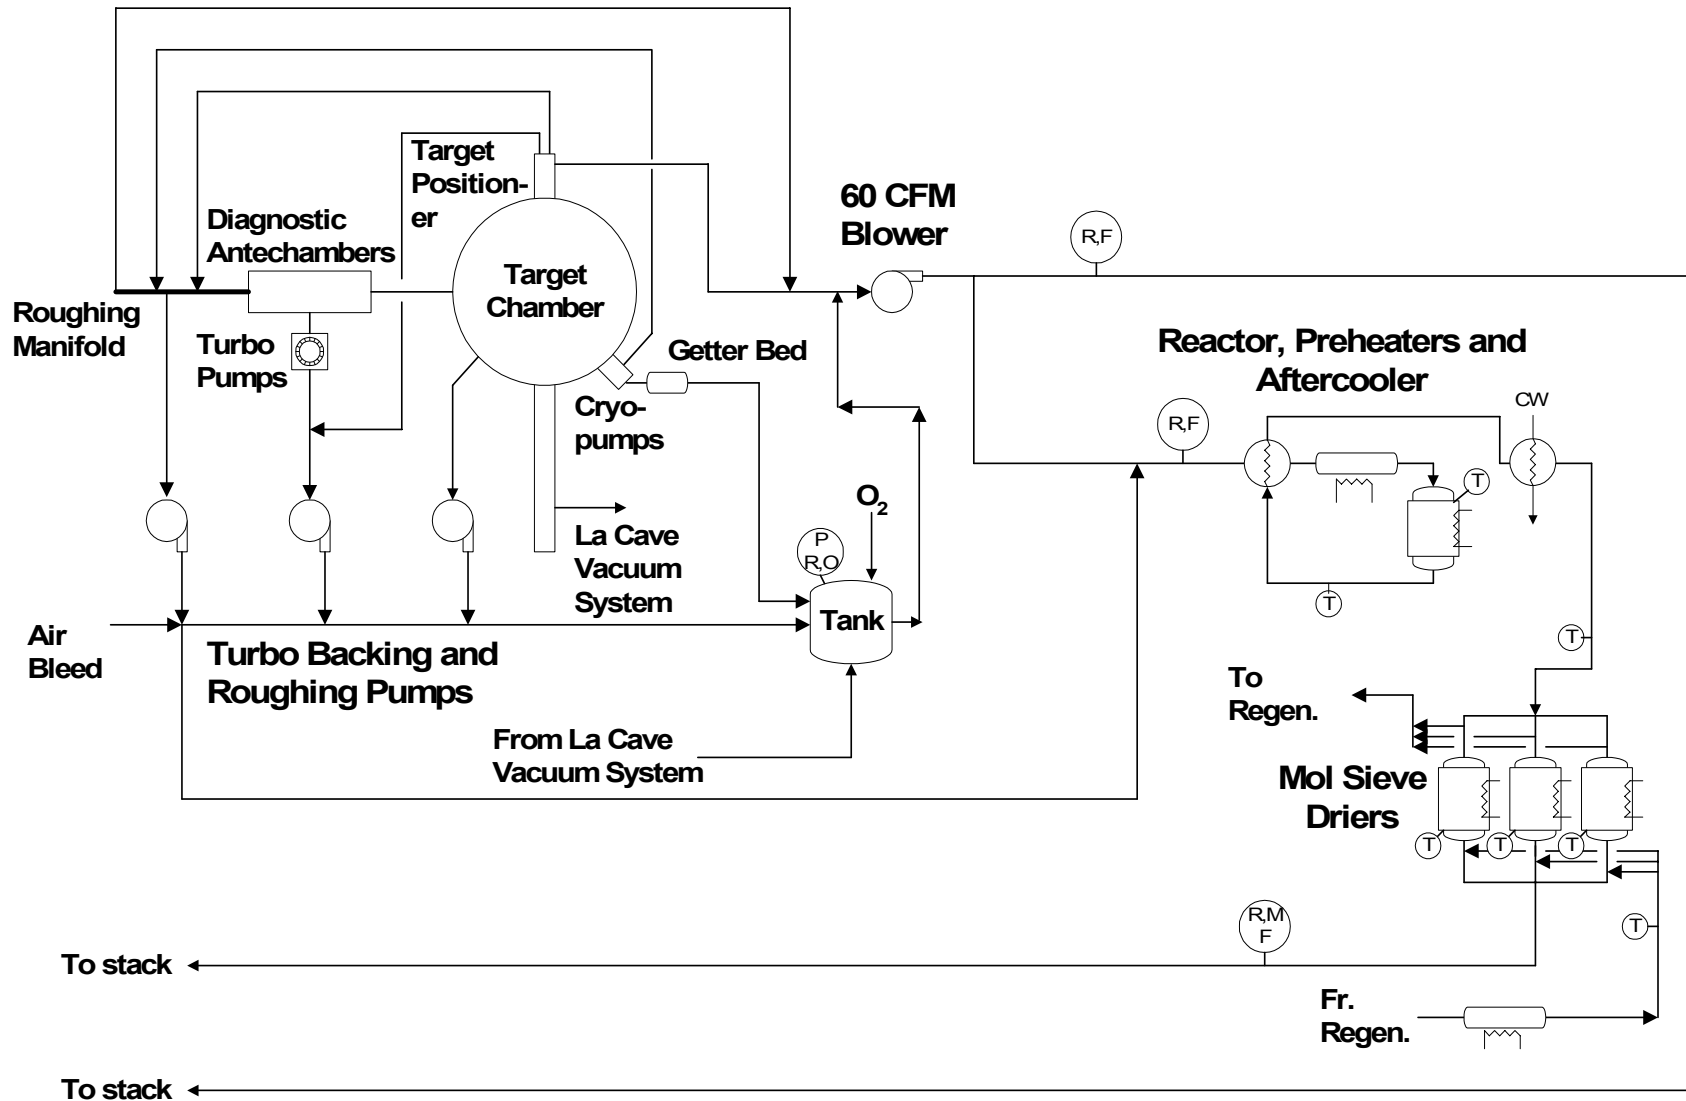 Target
Position-
er
60 CFM
Blower
R,F
Diagnostic
Antechambers
Target
Chamber
Roughing
Manifold
Turbo
Pumps
Getter Bed
Reactor, Preheaters and
Aftercooler
Cryo-
pumps
R,F
CW
T
O2
La Cave
Vacuum
System
P
R,O
T
Tank
Air
Bleed
Turbo Backing and
Roughing Pumps
T
To
Regen.
From La Cave
Vacuum System
Mol Sieve
Driers
T
T
T
R,M
F
T
To stack
Fr.
Regen.
To stack